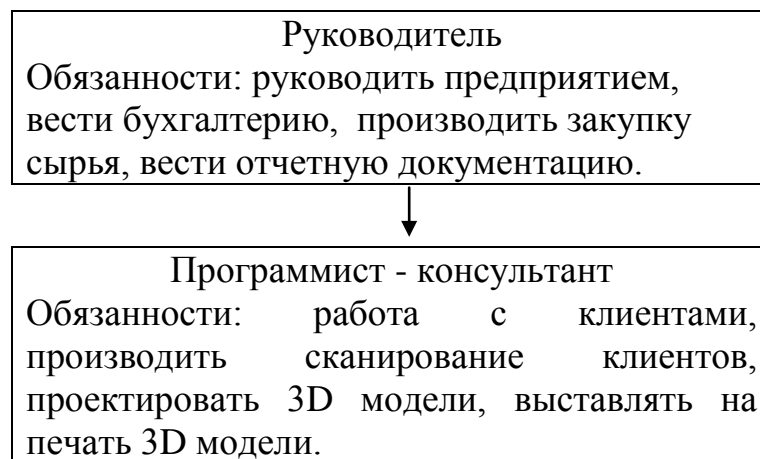 Руководитель
Обязанности: руководить предприятием,
вести бухгалтерию, производить закупку
сырья, вести отчетную документацию.
Программист - консультант
Обязанности: работа с клиентами,
производить сканирование клиентов,
проектировать 3D модели, выставлять на
печать 3D модели.